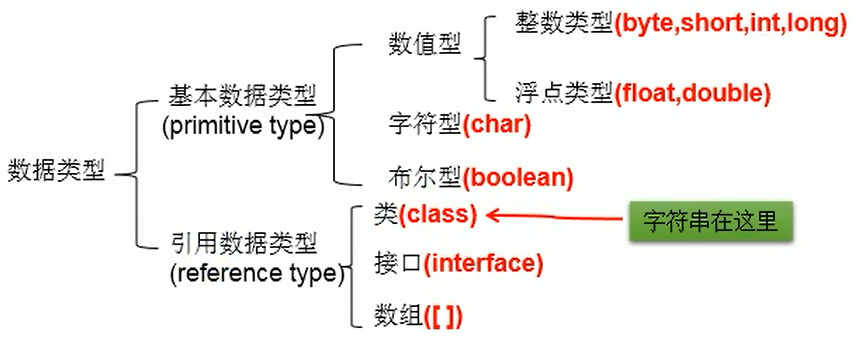 整数类型(byte,short,int,long)
数值型
浮点类型(float,double)
基本数据类型
(primitive type)
字符型(char)
布尔型(boolean)
数据类型
类(class)
字符串在这里
引用数据类型
(reference type)
接口(interface)
数组([ ])